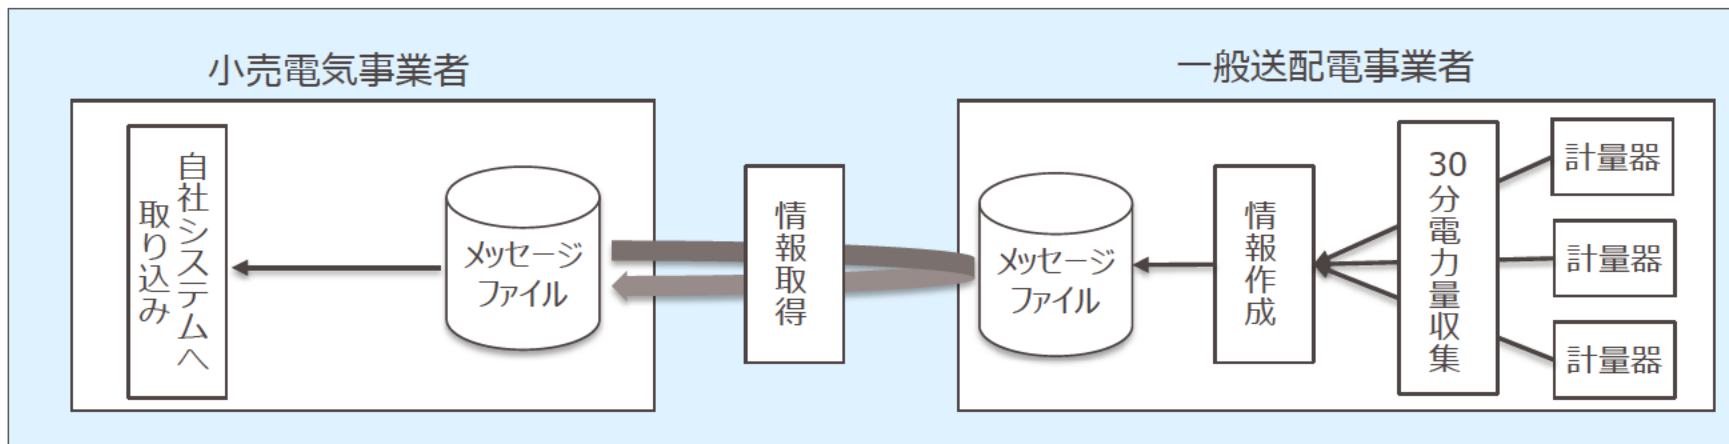 小売電気事業者
一般送配電事業者
自社システムへ
取り込み
メッセージ
ファイル
情報取得
メッセージ
ファイル
情報作成
30分電力量収集
計量器
計量器
計量器